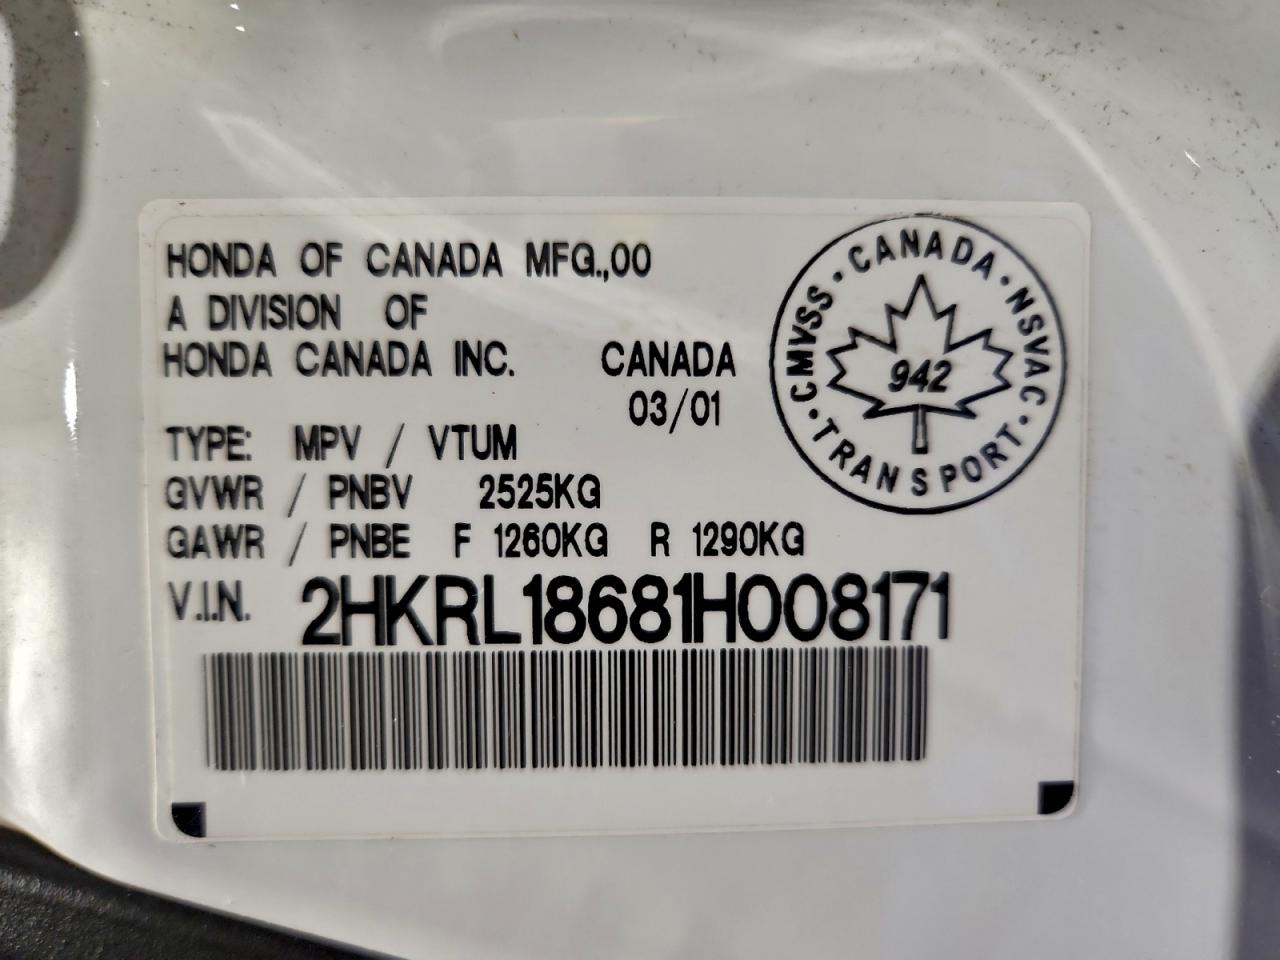 HONDA OF CANADA MFG.,00
A DIVISION OF
HONDA CANADA INC. CANADA
03/01
TYPE: MPV / VTUM
GVWR / PNBV 2525KG
GAWR / PNBE F 1260KG R 1290KG
V.I.N. 2HKRL18681H008171
CMVSS · CANADA · NSVAC · TRANSPORT ·
942